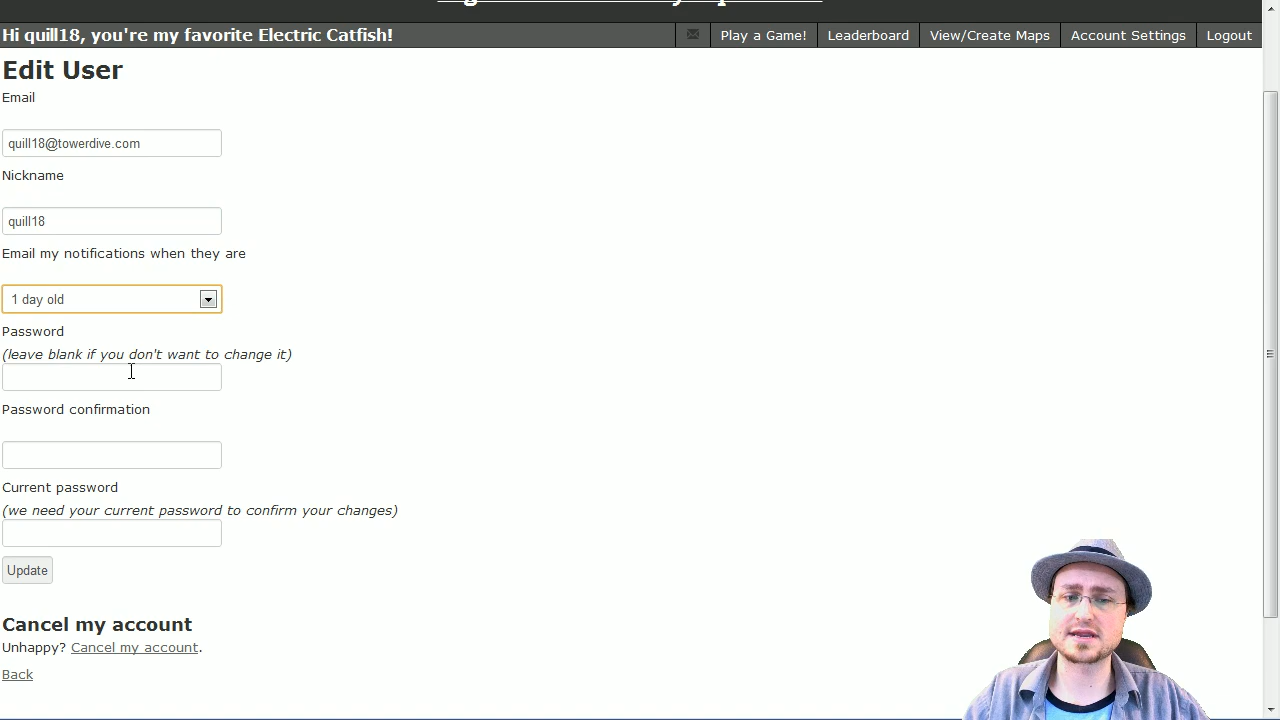 Hi quill18, you're my favorite Electric Catfish!
Play a Game!
Leaderboard
View/Create Maps
Account Settings
Logout
Edit User
Email
quill18@towerdive.com
Nickname
quill18
Email my notifications when they are
1 day old
Password
(leave blank if you don't want to change it)
Password confirmation
Current password
(we need your current password to confirm your changes)
Update
Cancel my account
Unhappy? Cancel my account.
Back